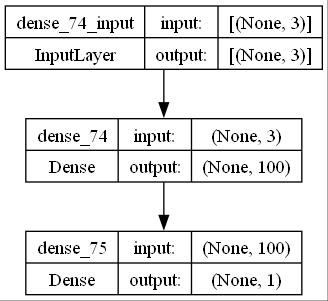 dense_74_input input: [(None, 3)]
InputLayer output: [(None, 3)]
dense_74 input: (None, 3)
Dense output: (None, 100)
dense_75 input: (None, 100)
Dense output: (None, 1)